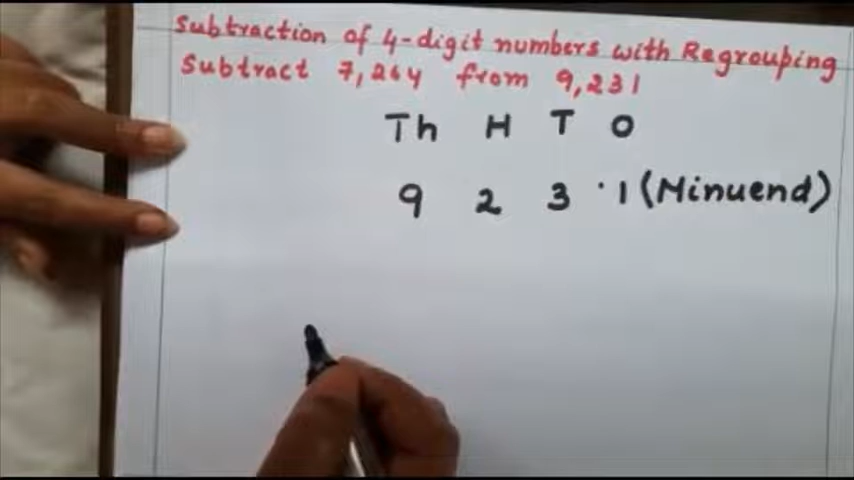 Subtraction of 4-digit numbers with Regrouping
Subtract 7,264 from 9,231
Th H T O
9 2 3 1 (Minuend)